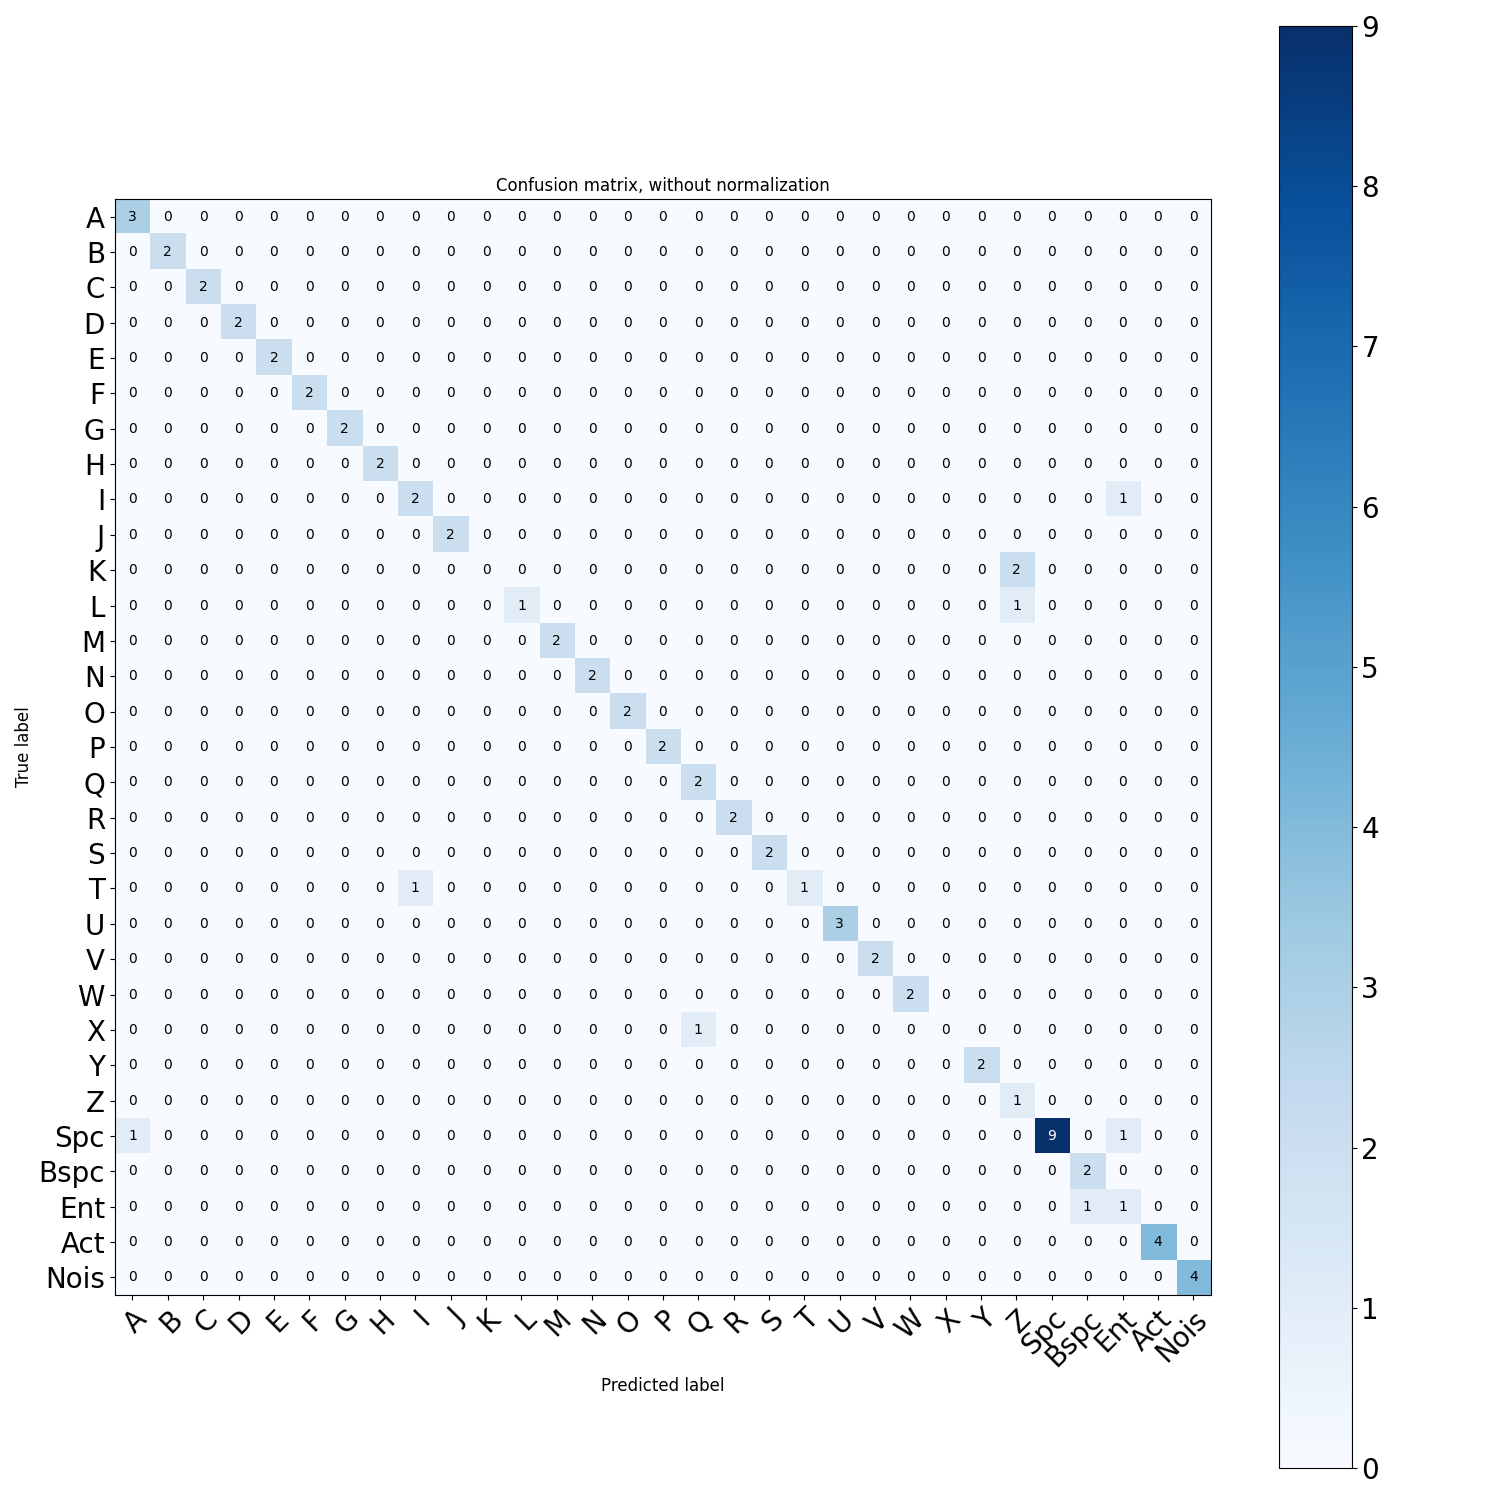 Confusion matrix, without normalization
A 3 0 0 0 0 0 0 0 0 0 0 0 0 0 0 0 0 0 0 0 0 0 0 0 0 0 0 0 0 0 0
B 0 2 0 0 0 0 0 0 0 0 0 0 0 0 0 0 0 0 0 0 0 0 0 0 0 0 0 0 0 0 0
C 0 0 2 0 0 0 0 0 0 0 0 0 0 0 0 0 0 0 0 0 0 0 0 0 0 0 0 0 0 0 0
D 0 0 0 2 0 0 0 0 0 0 0 0 0 0 0 0 0 0 0 0 0 0 0 0 0 0 0 0 0 0 0
E 0 0 0 0 2 0 0 0 0 0 0 0 0 0 0 0 0 0 0 0 0 0 0 0 0 0 0 0 0 0 0
F 0 0 0 0 0 2 0 0 0 0 0 0 0 0 0 0 0 0 0 0 0 0 0 0 0 0 0 0 0 0 0
G 0 0 0 0 0 0 2 0 0 0 0 0 0 0 0 0 0 0 0 0 0 0 0 0 0 0 0 0 0 0 0
H 0 0 0 0 0 0 0 2 0 0 0 0 0 0 0 0 0 0 0 0 0 0 0 0 0 0 0 0 0 0 0
I 0 0 0 0 0 0 0 0 2 0 0 0 0 0 0 0 0 0 0 0 0 0 0 0 0 0 0 0 1 0 0
J 0 0 0 0 0 0 0 0 0 2 0 0 0 0 0 0 0 0 0 0 0 0 0 0 0 0 0 0 0 0 0
K 0 0 0 0 0 0 0 0 0 0 0 0 0 0 0 0 0 0 0 0 0 0 0 0 0 2 0 0 0 0 0
L 0 0 0 0 0 0 0 0 0 0 0 1 0 0 0 0 0 0 0 0 0 0 0 0 0 1 0 0 0 0 0
M 0 0 0 0 0 0 0 0 0 0 0 0 2 0 0 0 0 0 0 0 0 0 0 0 0 0 0 0 0 0 0
N 0 0 0 0 0 0 0 0 0 0 0 0 0 2 0 0 0 0 0 0 0 0 0 0 0 0 0 0 0 0 0
O 0 0 0 0 0 0 0 0 0 0 0 0 0 0 2 0 0 0 0 0 0 0 0 0 0 0 0 0 0 0 0
P 0 0 0 0 0 0 0 0 0 0 0 0 0 0 0 2 0 0 0 0 0 0 0 0 0 0 0 0 0 0 0
Q 0 0 0 0 0 0 0 0 0 0 0 0 0 0 0 0 2 0 0 0 0 0 0 0 0 0 0 0 0 0 0
R 0 0 0 0 0 0 0 0 0 0 0 0 0 0 0 0 0 2 0 0 0 0 0 0 0 0 0 0 0 0 0
S 0 0 0 0 0 0 0 0 0 0 0 0 0 0 0 0 0 0 2 0 0 0 0 0 0 0 0 0 0 0 0
T 0 0 0 0 0 0 0 0 1 0 0 0 0 0 0 0 0 0 0 1 0 0 0 0 0 0 0 0 0 0 0
U 0 0 0 0 0 0 0 0 0 0 0 0 0 0 0 0 0 0 0 0 3 0 0 0 0 0 0 0 0 0 0
V 0 0 0 0 0 0 0 0 0 0 0 0 0 0 0 0 0 0 0 0 0 2 0 0 0 0 0 0 0 0 0
W 0 0 0 0 0 0 0 0 0 0 0 0 0 0 0 0 0 0 0 0 0 0 2 0 0 0 0 0 0 0 0
X 0 0 0 0 0 0 0 0 0 0 0 0 0 0 0 0 1 0 0 0 0 0 0 0 0 0 0 0 0 0 0
Y 0 0 0 0 0 0 0 0 0 0 0 0 0 0 0 0 0 0 0 0 0 0 0 0 2 0 0 0 0 0 0
Z 0 0 0 0 0 0 0 0 0 0 0 0 0 0 0 0 0 0 0 0 0 0 0 0 0 1 0 0 0 0 0
Spc 1 0 0 0 0 0 0 0 0 0 0 0 0 0 0 0 0 0 0 0 0 0 0 0 0 0 9 0 1 0 0
Bspc 0 0 0 0 0 0 0 0 0 0 0 0 0 0 0 0 0 0 0 0 0 0 0 0 0 0 0 2 0 0 0
Ent 0 0 0 0 0 0 0 0 0 0 0 0 0 0 0 0 0 0 0 0 0 0 0 0 0 0 0 1 1 0 0
Act 0 0 0 0 0 0 0 0 0 0 0 0 0 0 0 0 0 0 0 0 0 0 0 0 0 0 0 0 0 4 0
Nois 0 0 0 0 0 0 0 0 0 0 0 0 0 0 0 0 0 0 0 0 0 0 0 0 0 0 0 0 0 0 4
A B C D E F G H I J K L M N O P Q R S T U V W X Y Z Spc Bspc Ent Act Nois
Predicted label
True label
9
8
7
6
5
4
3
2
1
0